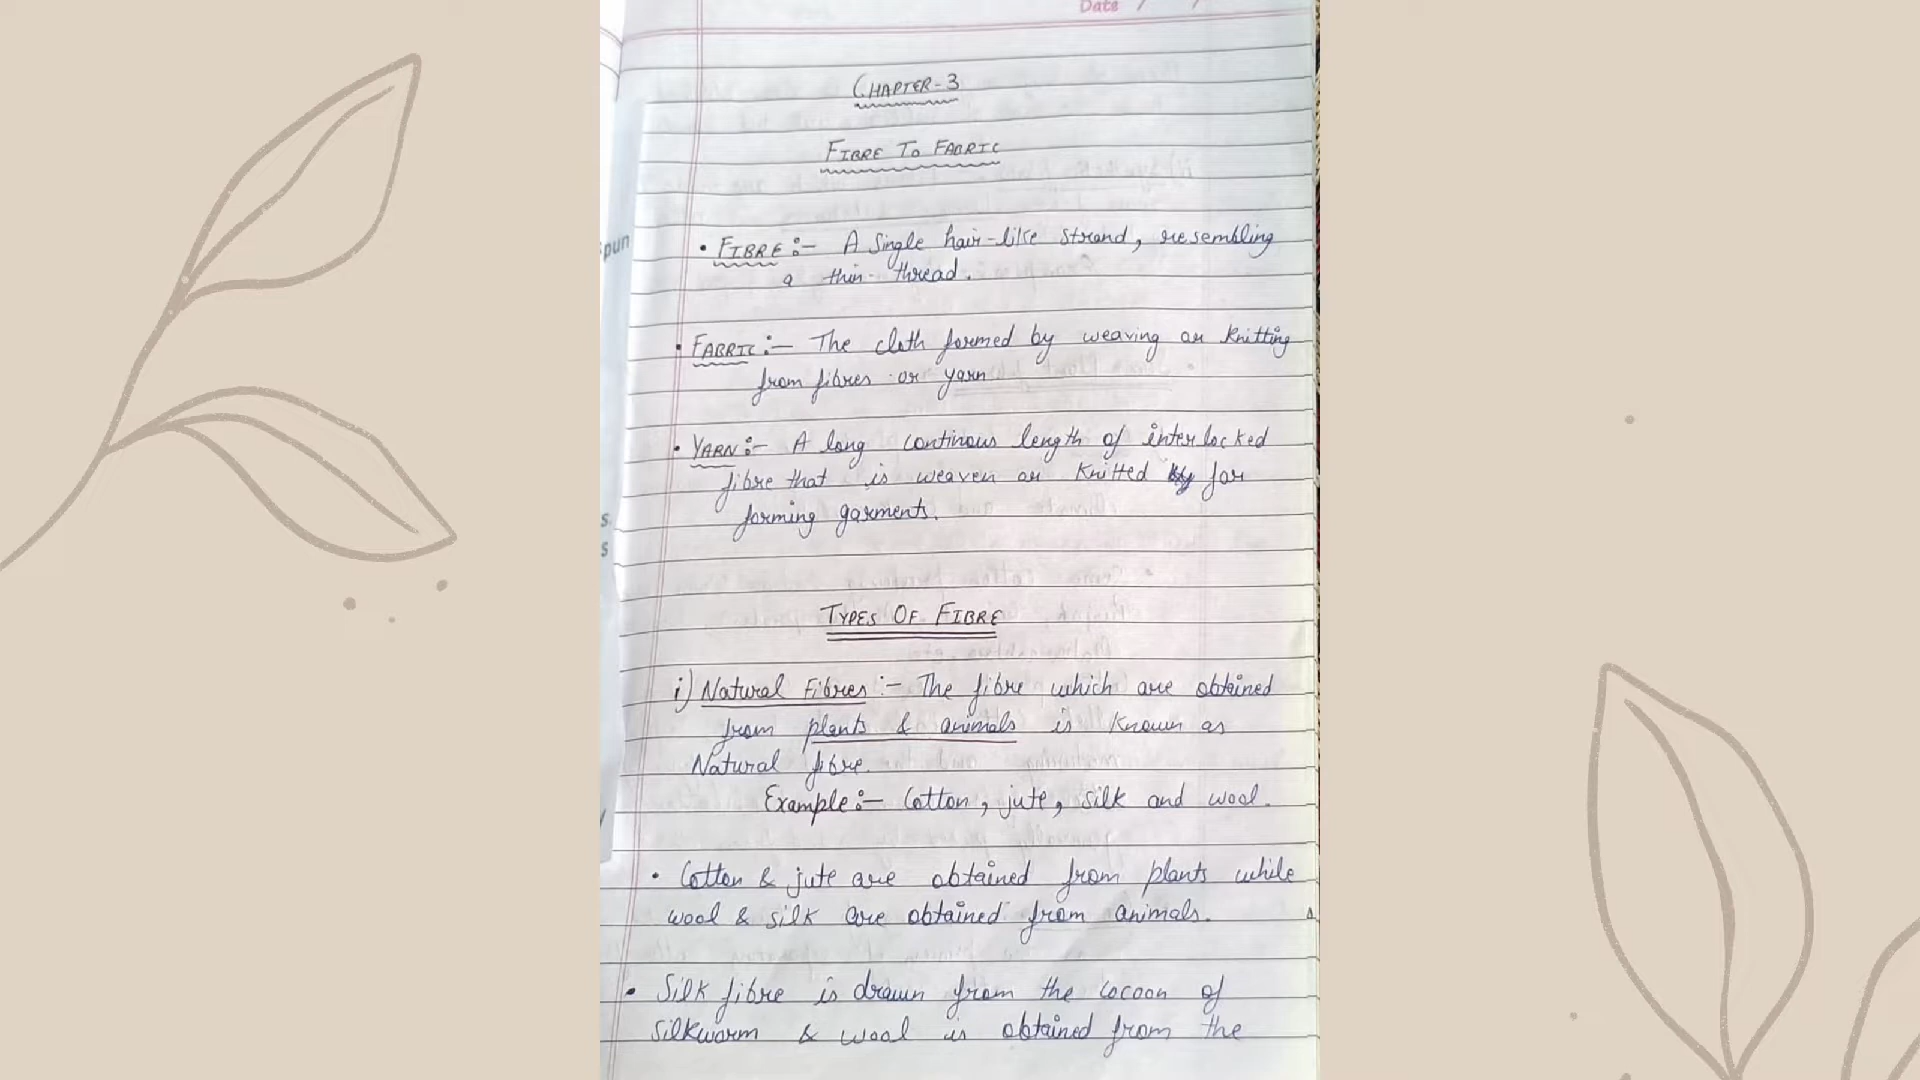 Date / /
CHAPTER-3
FIBRE TO FABRIC
• FIBRE :- A Single hair-like strand, resembling
a thin thread.
• FABRIC :- The cloth formed by weaving or knitting
from fibres or yarn
• YARN :- A long continous length of interlocked
fibre that is weaven or knitted for
forming garments.
TYPES OF FIBRE
i) Natural Fibres :- The fibre which are obtained
from plants & animals is known as
Natural fibre.
Example :- Cotton, jute, silk and wool.
• Cotton & jute are obtained from plants while
wool & silk are obtained from animals.
• Silk fibre is drawn from the cocoon of
silkworm & wool is obtained from the
spun
s
s